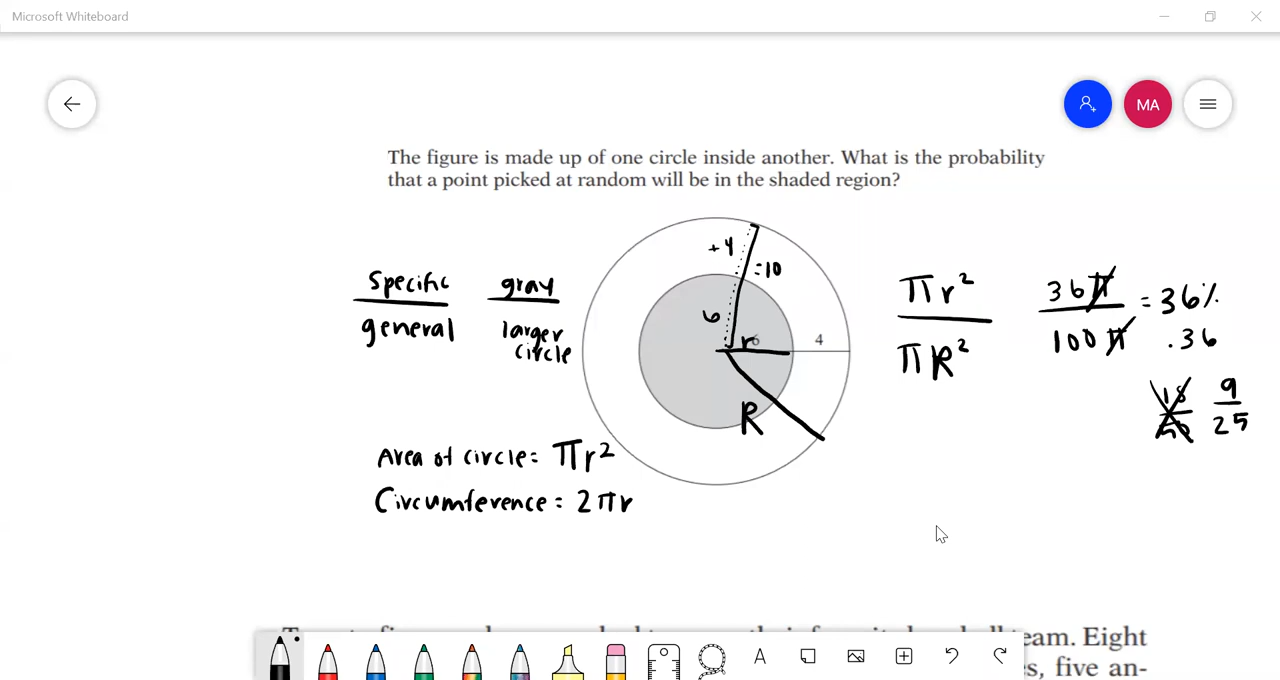 Microsoft Whiteboard
MA
The figure is made up of one circle inside another. What is the probability
that a point picked at random will be in the shaded region?
Specific
general
gray
larger
circle
+4
=10
6
r
6
4
R
πr²
πR²
36π
100π
= 36%
.36
9
25
Area of circle: πr²
Circumference = 2πr
team. Eight
s, five an-
A